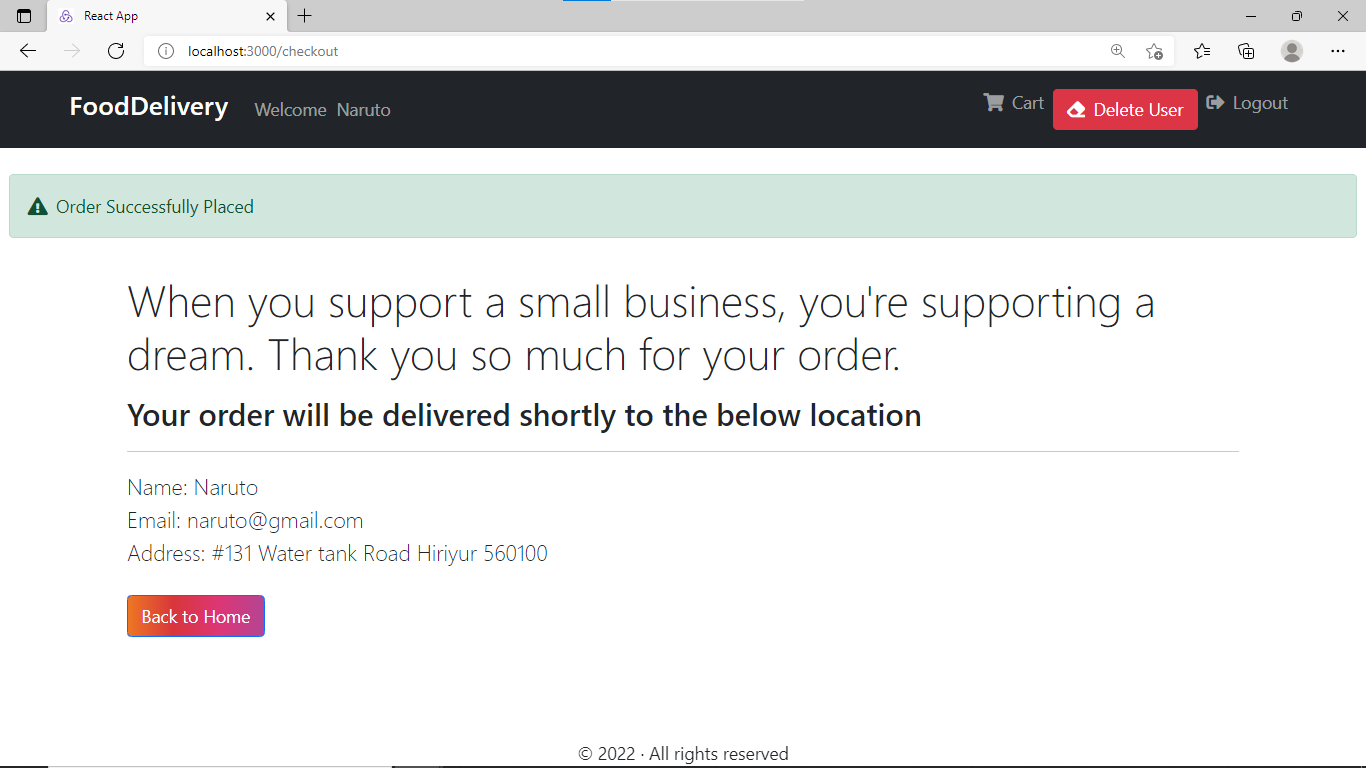 React App
localhost:3000/checkout
FoodDelivery Welcome Naruto Cart Delete User Logout
Order Successfully Placed
When you support a small business, you're supporting a
dream. Thank you so much for your order.
Your order will be delivered shortly to the below location
Name: Naruto
Email: naruto@gmail.com
Address: #131 Water tank Road Hiriyur 560100
Back to Home
© 2022 · All rights reserved